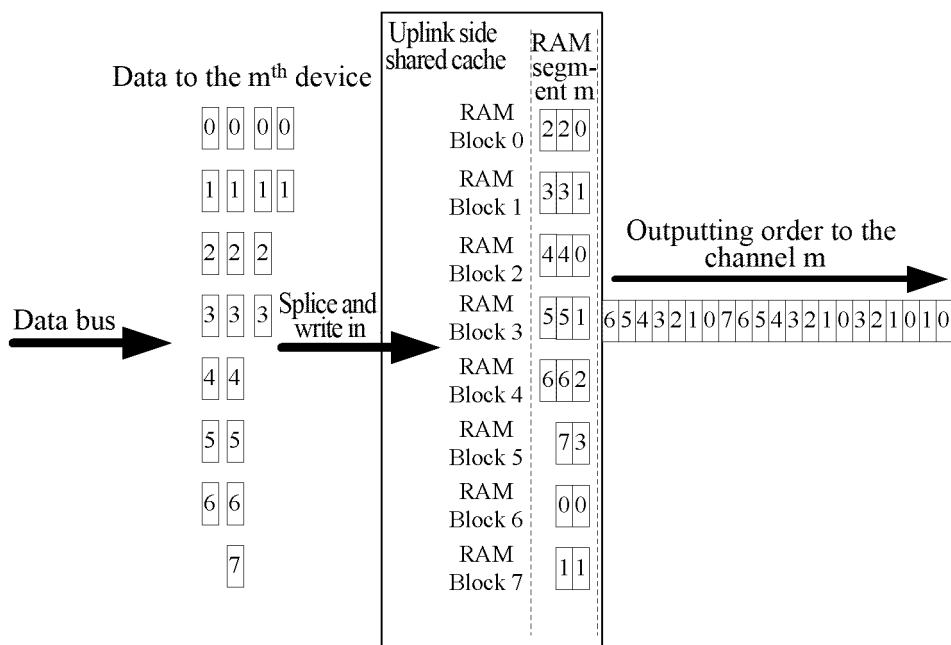 Data bus
Data to the mth device
0 0 0 0
1 1 1 1
2 2 2
3 3 3
4 4
5 5
6 6
7
Splice and
write in
Uplink side
shared cache
RAM
segm-
ent m
RAM
Block 0
2 2 0
RAM
Block 1
3 3 1
RAM
Block 2
4 4 0
RAM
Block 3
5 5 1
RAM
Block 4
6 6 2
RAM
Block 5
7 3
RAM
Block 6
0 0
RAM
Block 7
1 1
Outputting order to the
channel m
6 5 4 3 2 1 0 7 6 5 4 3 2 1 0 3 2 1 0 1 0